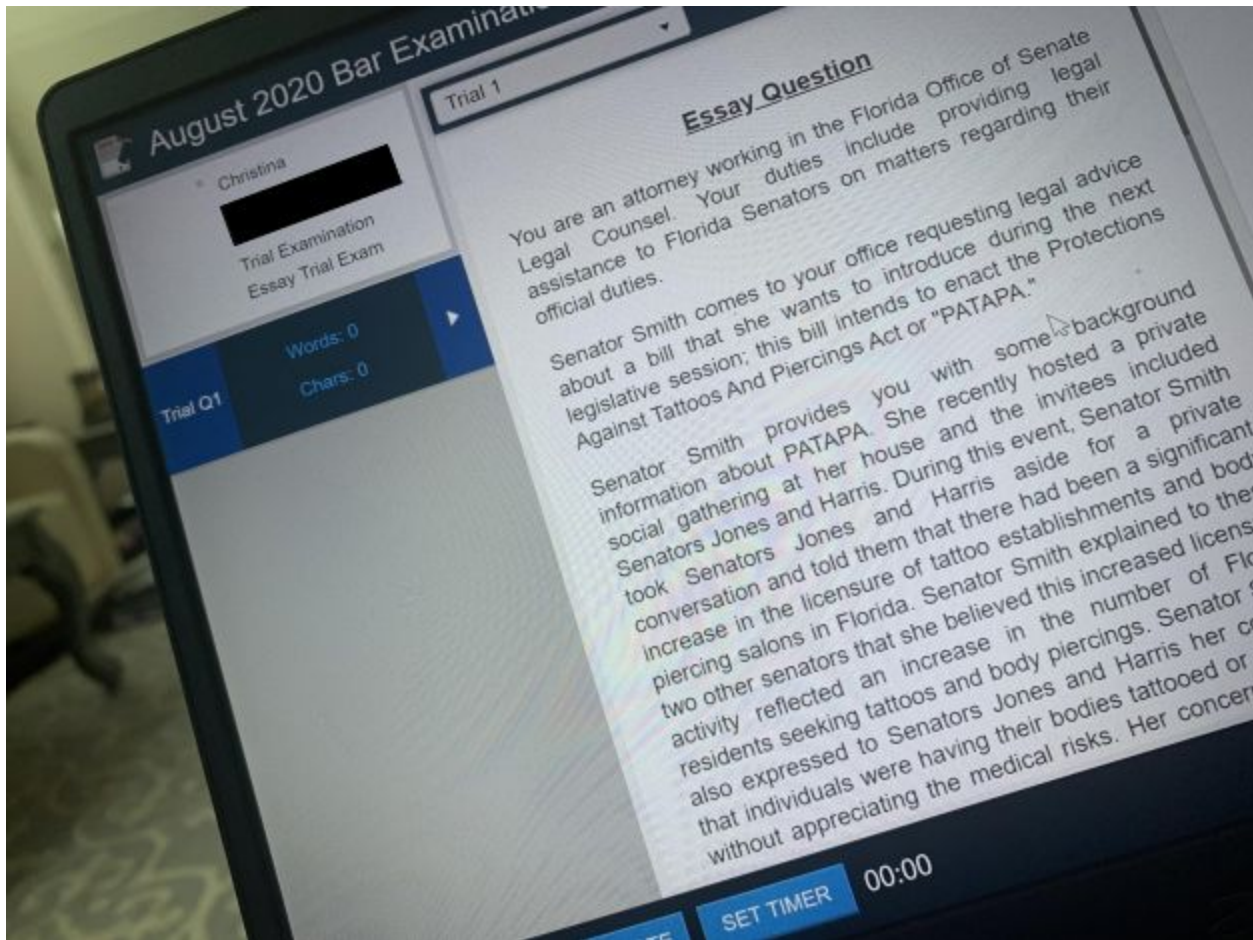 August 2020 Bar Examinatio
Christina
Trial Examination
Essay Trial Exam
Trial Q1
Words: 0
Chars: 0
Trial 1
Essay Question
You are an attorney working in the Florida Office of Senate
Legal Counsel. Your duties include providing legal
assistance to Florida Senators on matters regarding their
official duties.
Senator Smith comes to your office requesting legal advice
about a bill that she wants to introduce during the next
legislative session; this bill intends to enact the Protections
Against Tattoos And Piercings Act or "PATAPA."
Senator Smith provides you with some background
information about PATAPA. She recently hosted a private
social gathering at her house and the invitees included
Senators Jones and Harris. During this event, Senator Smith
took Senators Jones and Harris aside for a private
conversation and told them that there had been a significant
increase in the licensure of tattoo establishments and body
piercing salons in Florida. Senator Smith explained to the
two other senators that she believed this increased licens
activity reflected an increase in the number of Flo
residents seeking tattoos and body piercings. Senator
also expressed to Senators Jones and Harris her co
that individuals were having their bodies tattooed or
without appreciating the medical risks. Her concern
SET TIMER
00:00